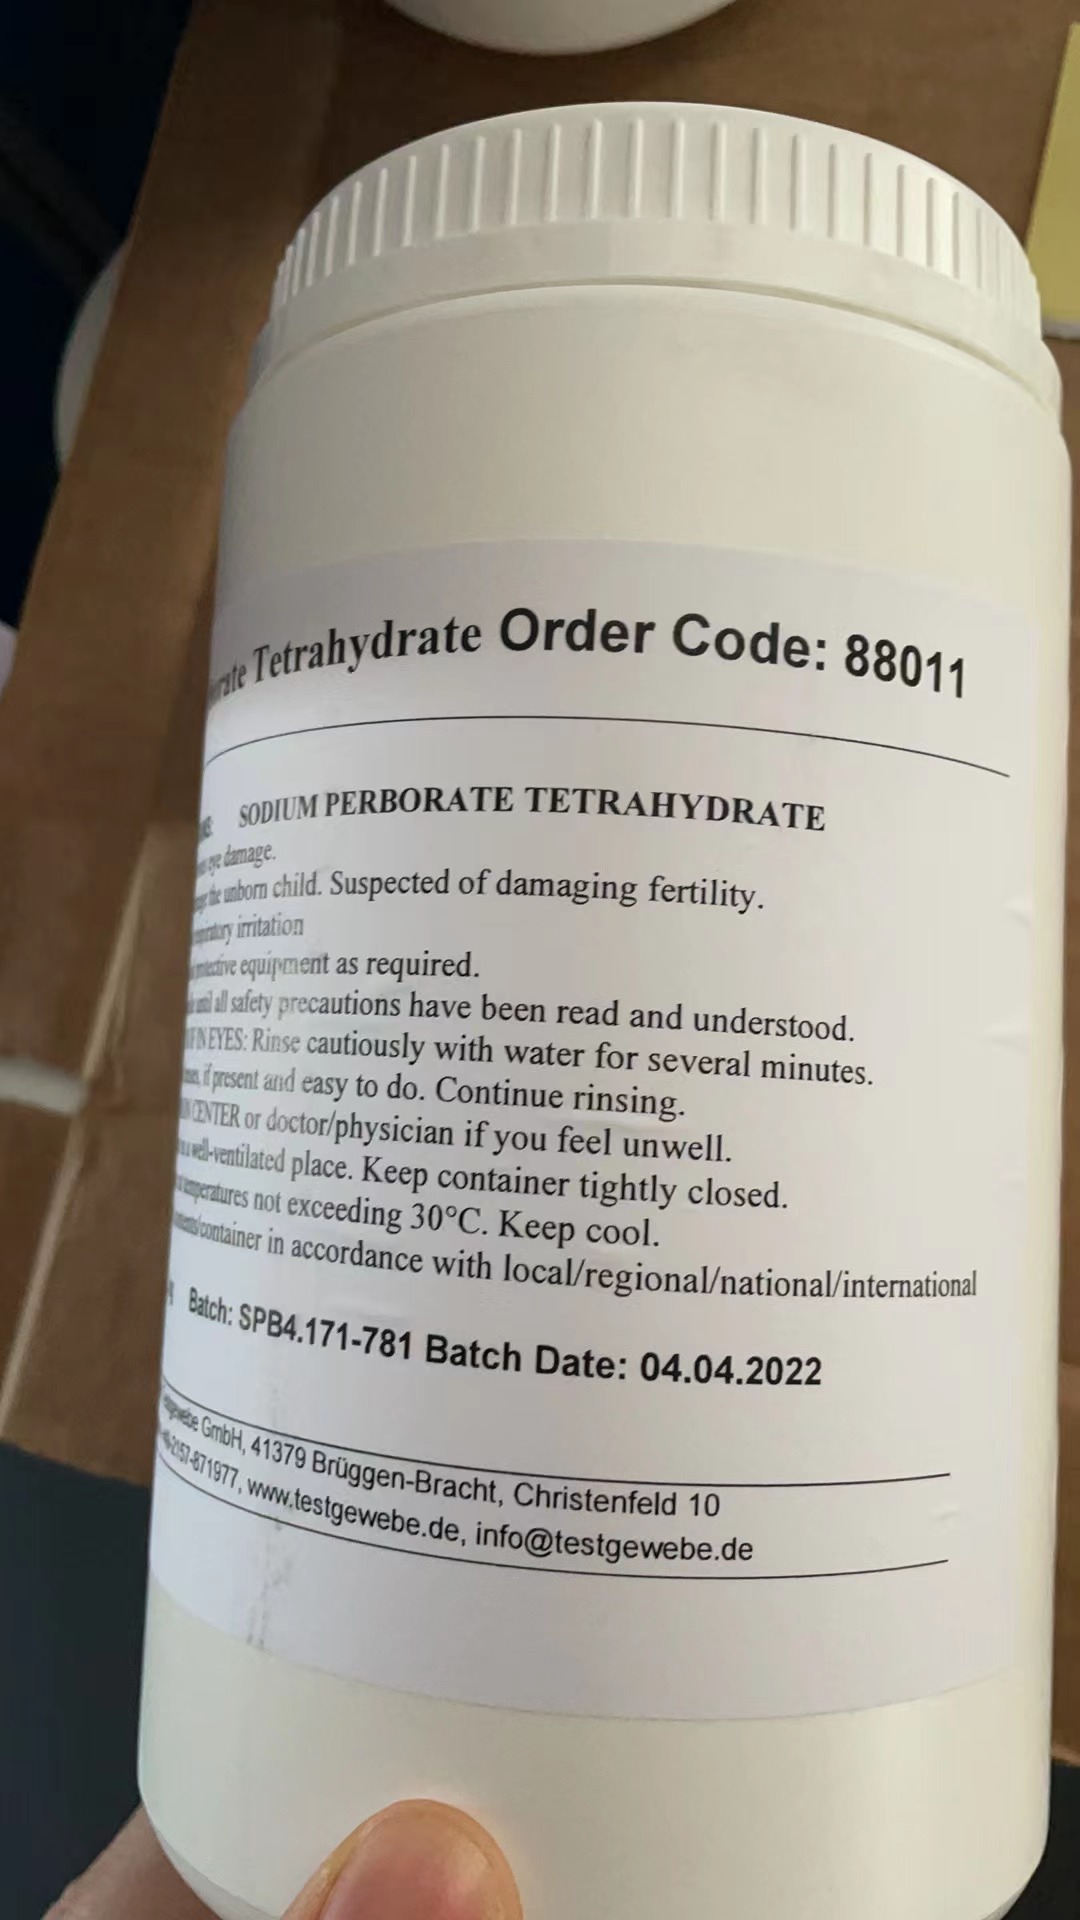 Tetrahydrate Order Code: 88011
SODIUM PERBORATE TETRAHYDRATE
eye damage.
the unborn child. Suspected of damaging fertility.
irritation
equipment as required.
all safety precautions have been read and understood.
IN EYES: Rinse cautiously with water for several minutes.
if present and easy to do. Continue rinsing.
CENTER or doctor/physician if you feel unwell.
well-ventilated place. Keep container tightly closed.
temperatures not exceeding 30°C. Keep cool.
container in accordance with local/regional/national/international
Batch: SPB4.171-781 Batch Date: 04.04.2022
GmbH, 41379 Brüggen-Bracht, Christenfeld 10
2157-871977, www.testgewebe.de, info@testgewebe.de